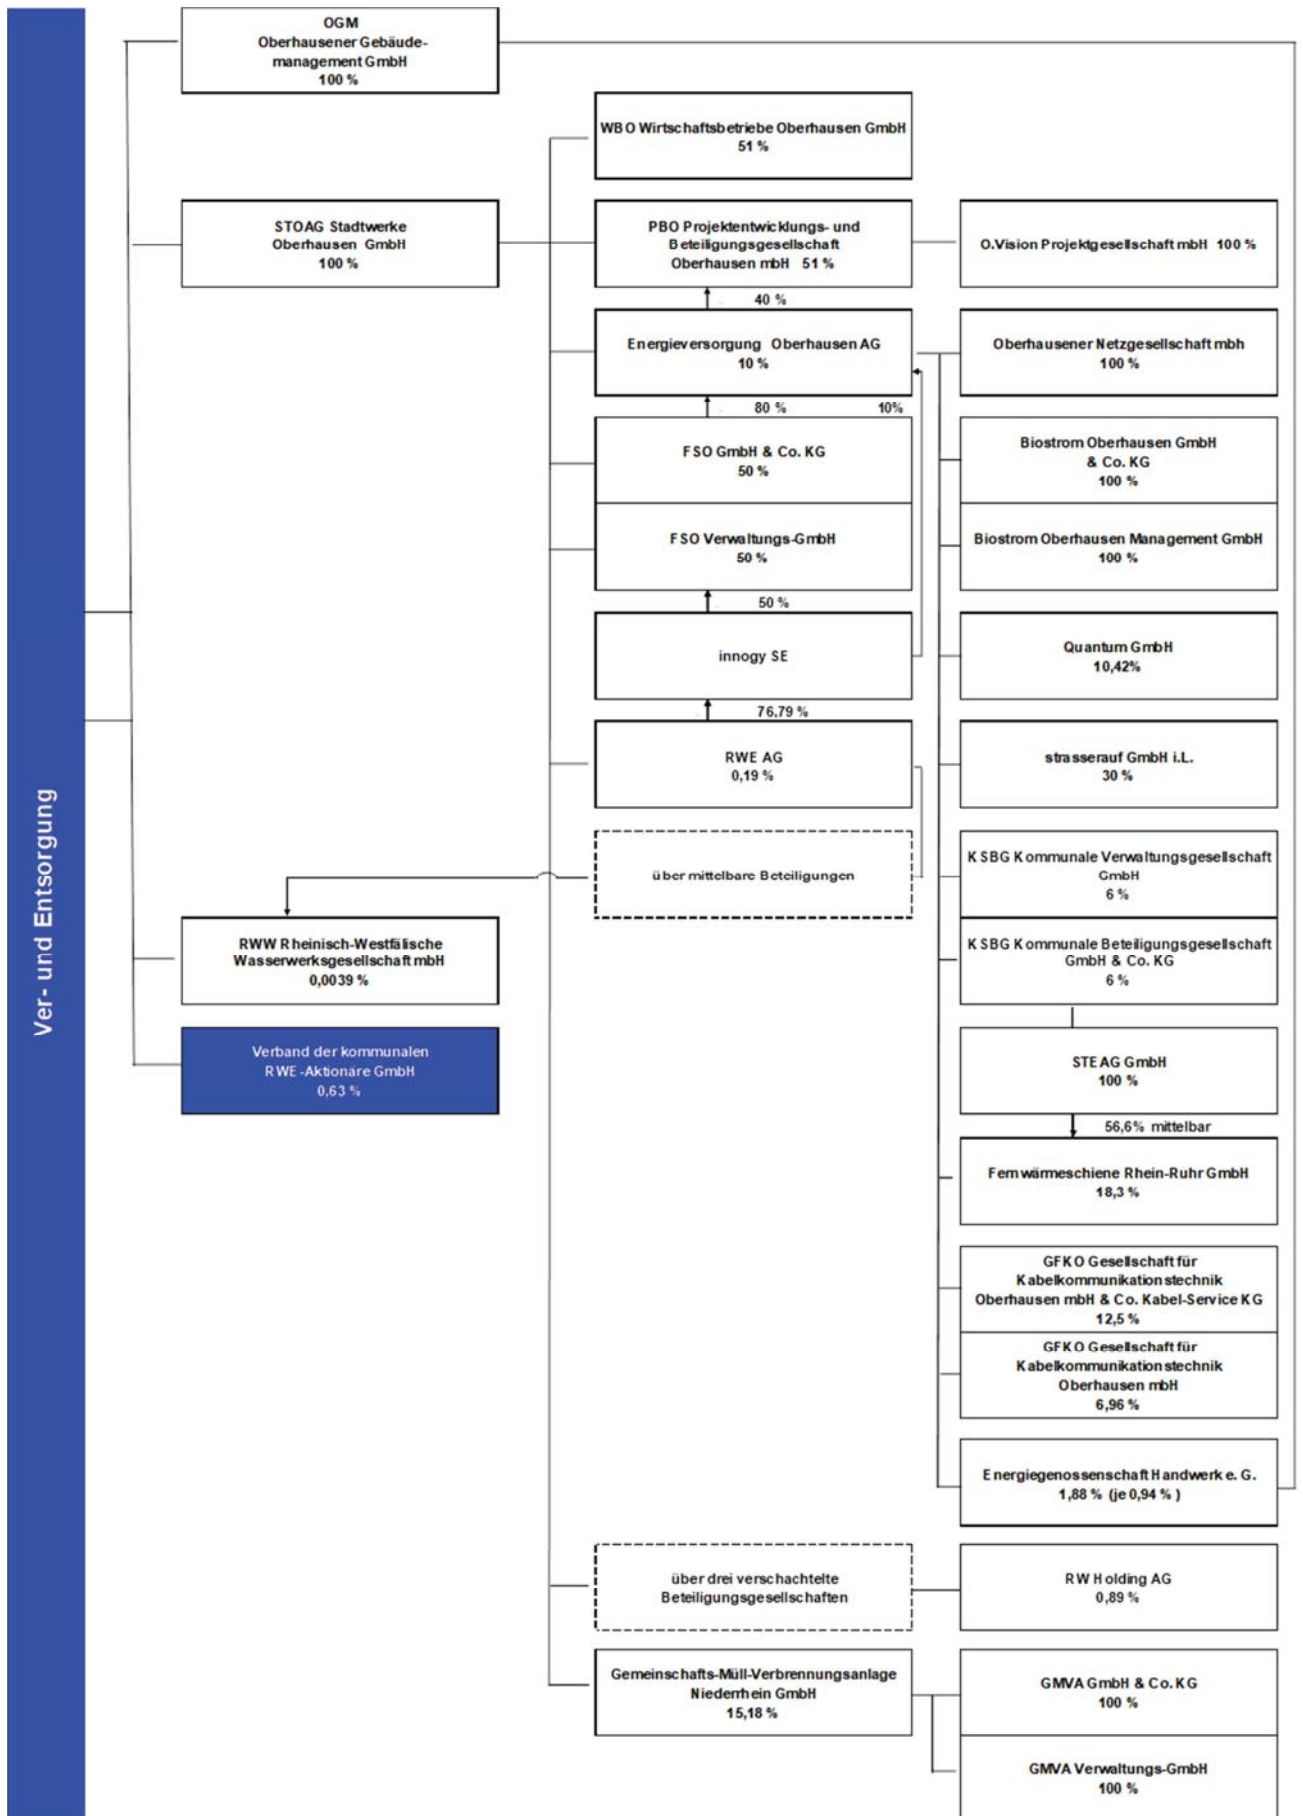 Ver- und Entsorgung
OGM
Oberhausener Gebäude-
management GmbH
100 %
STOAG Stadtwerke
Oberhausen GmbH
100 %
RWW Rheinisch-Westfälische
Wasserwerksgesellschaft mbH
0,0039 %
Verband der kommunalen
RWE-Aktionäre GmbH
0,63 %
WBO Wirtschaftsbetriebe Oberhausen GmbH
51 %
PBO Projektentwicklungs- und
Beteiligungsgesellschaft
Oberhausen mbH 51 %
40 %
Energieversorgung Oberhausen AG
10 %
80 %
10%
FSO GmbH & Co. KG
50 %
FSO Verwaltungs-GmbH
50 %
50 %
innogy SE
76,79 %
RWE AG
0,19 %
über mittelbare Beteiligungen
über drei verschachtelte
Beteiligungsgesellschaften
Gemeinschafts-Müll-Verbrennungsanlage
Niederrhein GmbH
15,18 %
O.Vision Projektgesellschaft mbH 100 %
Oberhausener Netzgesellschaft mbh
100 %
Biostrom Oberhausen GmbH
& Co. KG
100 %
Biostrom Oberhausen Management GmbH
100 %
Quantum GmbH
10,42%
strasserauf GmbH i.L.
30 %
KSBG Kommunale Verwaltungsgesellschaft
GmbH
6 %
KSBG Kommunale Beteiligungsgesellschaft
GmbH & Co. KG
6 %
STEAG GmbH
100 %
56,6% mittelbar
Fernwärmeschiene Rhein-Ruhr GmbH
18,3 %
GFKO Gesellschaft für
Kabelkommunikationstechnik
Oberhausen mbH & Co. Kabel-Service KG
12,5 %
GFKO Gesellschaft für
Kabelkommunikationstechnik
Oberhausen mbH
6,96 %
Energiegenossenschaft Handwerk e. G.
1,88 % (je 0,94 % )
RW Holding AG
0,89 %
GMVA GmbH & Co. KG
100 %
GMVA Verwaltungs-GmbH
100 %